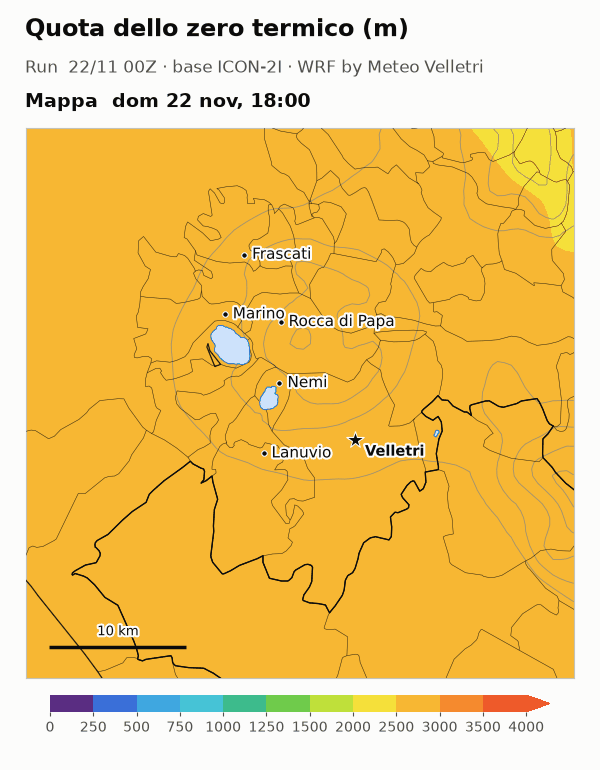 Quota dello zero termico (m)
Run  22/11 00Z · base ICON-2I · WRF by Meteo Velletri
Mappa  dom 22 nov, 18:00
Frascati
Marino
Rocca di Papa
Nemi
Velletri
Lanuvio
10 km
0 250 500 750 1000 1250 1500 2000 2500 3000 3500 4000